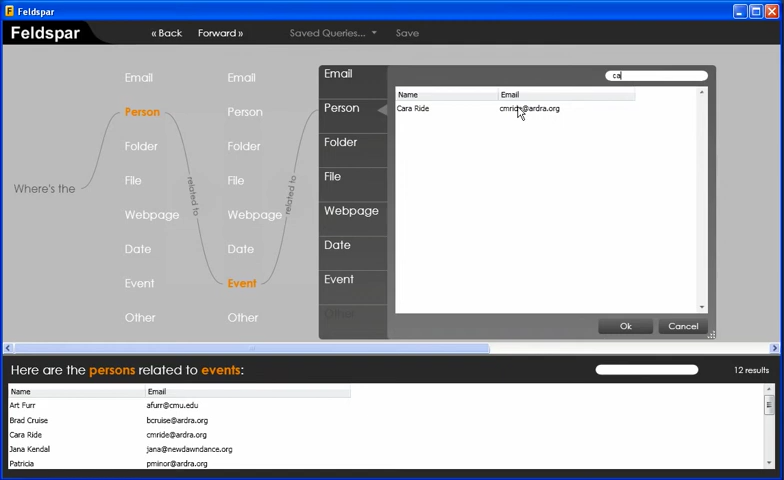 Feldspar
Feldspar
« Back
Forward »
Saved Queries...
Save
Where's the
Email
Person
Folder
File
Webpage
Date
Event
Other
related to
Email
Person
Folder
File
Webpage
Date
Event
Other
related to
Email
Person
Folder
File
Webpage
Date
Event
Other
ca
Name Email
Cara Ride cmride@ardra.org
Ok Cancel
Here are the persons related to events:
12 results
Name Email
Art Furr afurr@cmu.edu
Brad Cruise bcruise@ardra.org
Cara Ride cmride@ardra.org
Jana Kendal jana@newdawndance.org
Patricia pminor@ardra.org